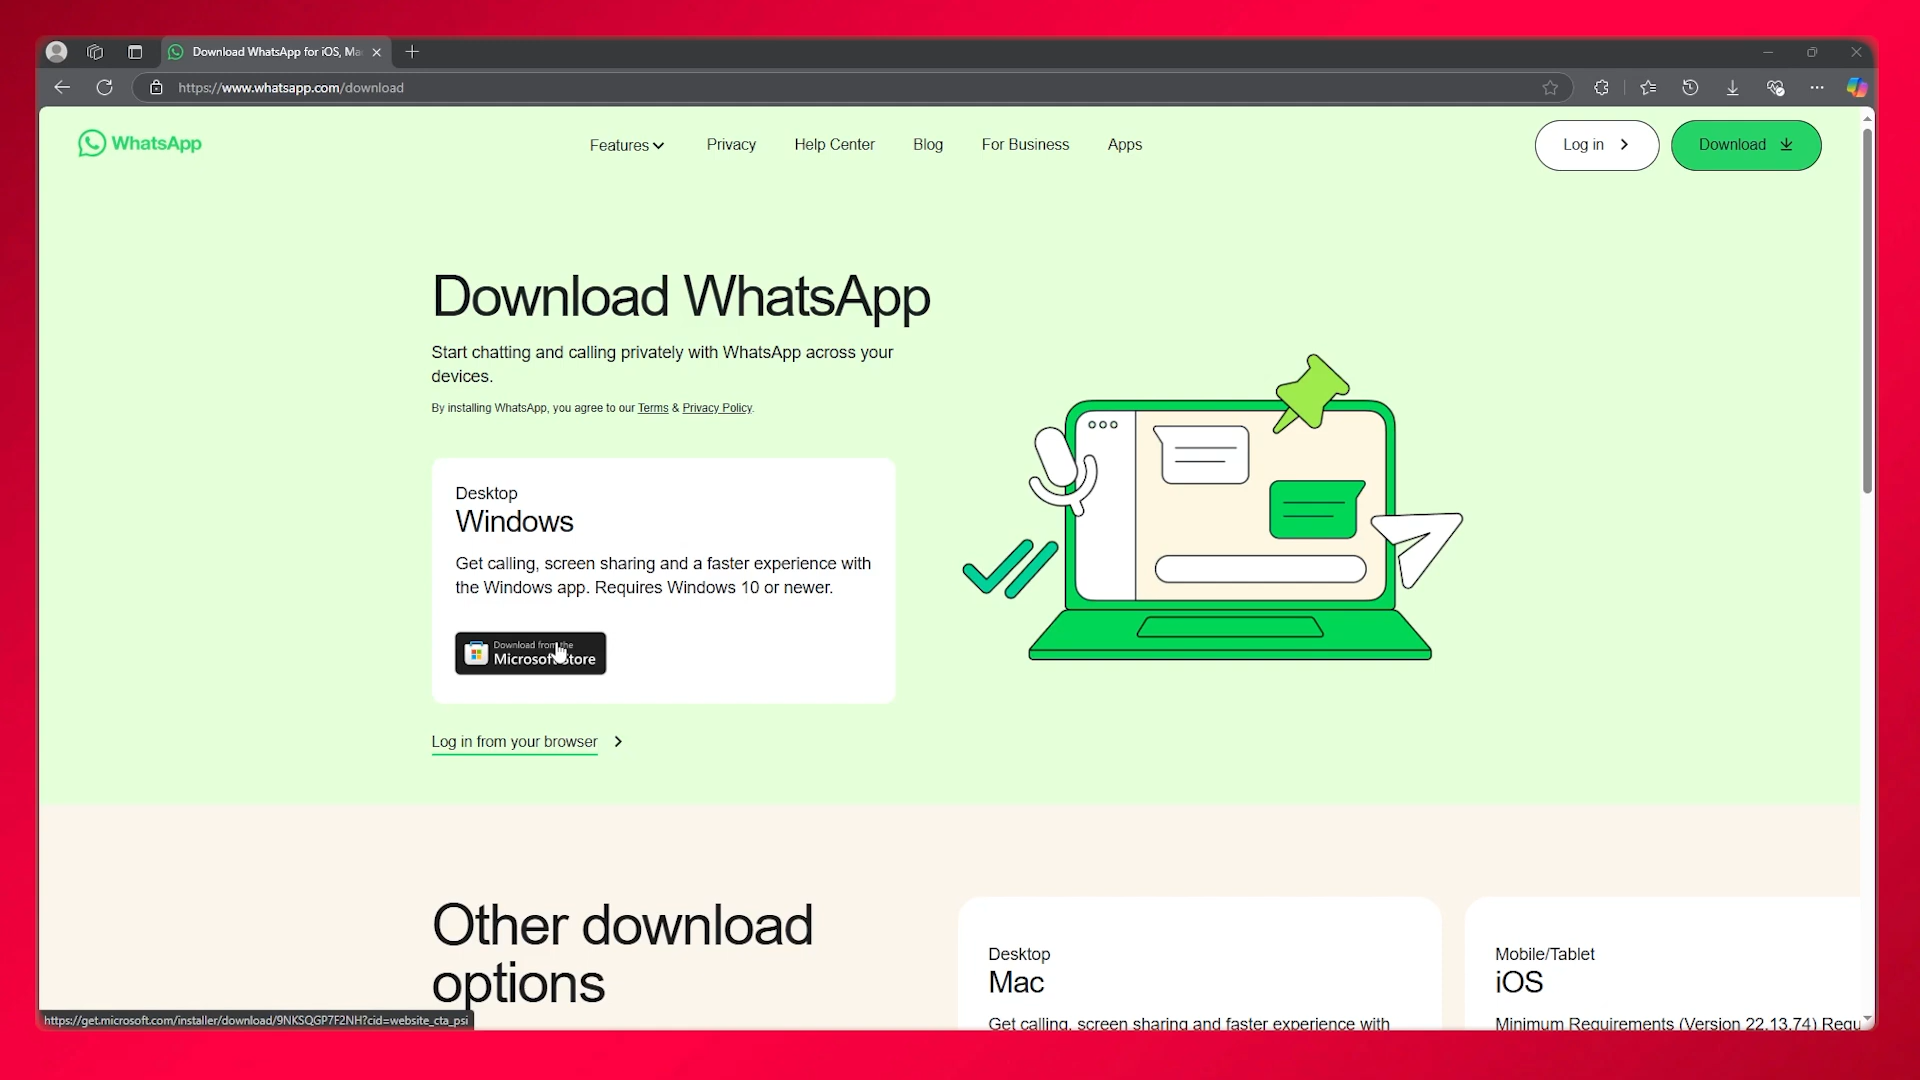 Download WhatsApp for iOS, Ma
https://www.whatsapp.com/download
WhatsApp
Features
Privacy
Help Center
Blog
For Business
Apps
Log in
Download
Download WhatsApp
Start chatting and calling privately with WhatsApp across your
devices.
By installing WhatsApp, you agree to our Terms & Privacy Policy.
Desktop
Windows
Get calling, screen sharing and a faster experience with
the Windows app. Requires Windows 10 or newer.
Download from the
Microsoft Store
Log in from your browser
Other download
options
Desktop
Mac
Get calling, screen sharing and faster experience with
Mobile/Tablet
iOS
Minimum Requirements (Version 22.13.74) Requ
https://get.microsoft.com/installer/download/9NKSQGP7F2NH?cid=website_cta_psi